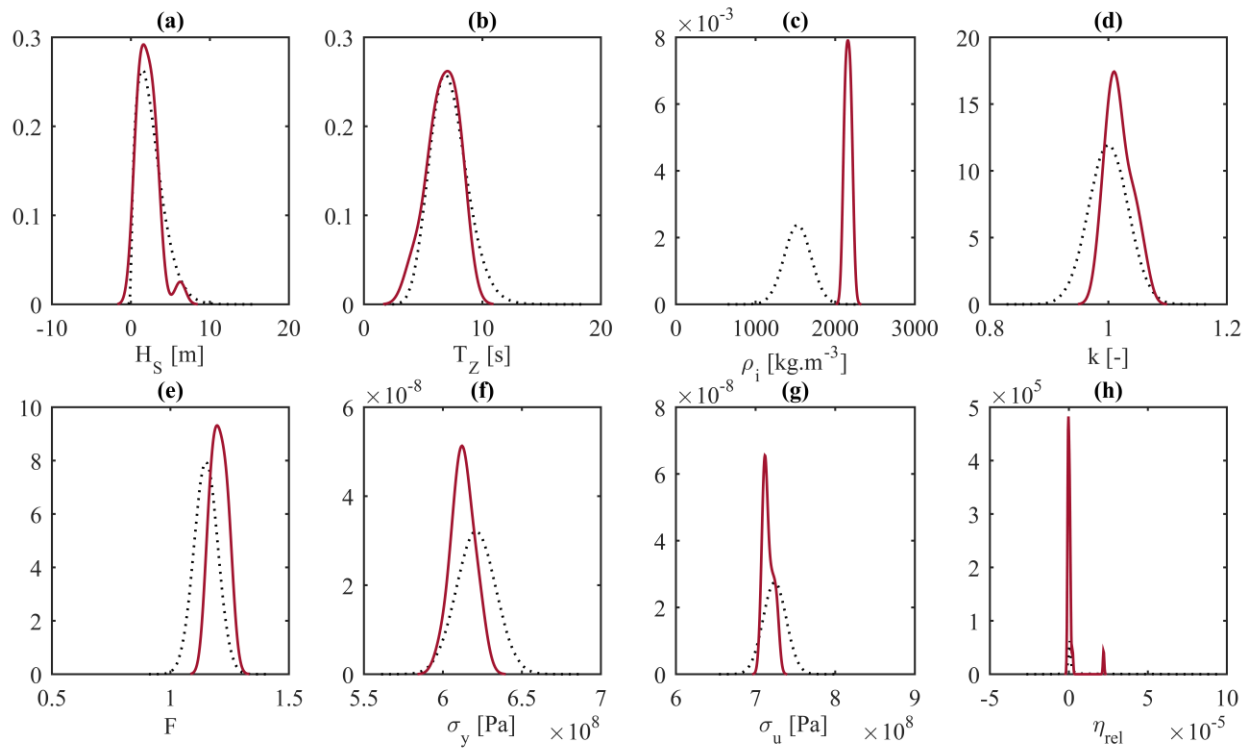 (a) (b) (c) (d)
0.3 0.2 0.1 0
-10 0 10 20
H_S [m]
0.3 0.2 0.1 0
0 10 20
T_Z [s]
×10^-3
8 6 4 2 0
0 1000 2000 3000
ρ_i [kg.m^-3]
20 15 10 5 0
0.8 1 1.2
k [-]
(e) (f) (g) (h)
10 8 6 4 2 0
0.5 1 1.5
F
×10^-8
6 4 2 0
5.5 6 6.5 7
σ_y [Pa] ×10^8
×10^-8
8 6 4 2 0
6 7 8 9
σ_u [Pa] ×10^8
×10^5
5 4 3 2 1 0
-5 0 5 10
η_rel ×10^-5